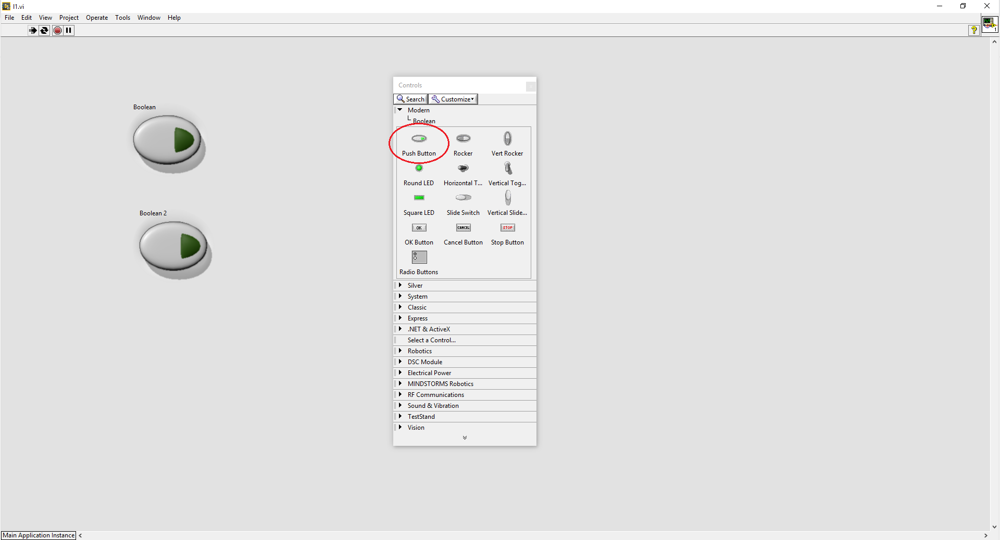 I1.vi
File Edit View Project Operate Tools Window Help
?
1
Boolean
Boolean 2
Controls
Search Customize
Modern
Boolean
Push Button Rocker Vert Rocker
Round LED Horizontal T... Vertical Tog...
Square LED Slide Switch Vertical Slide...
OK CANCEL STOP
OK Button Cancel Button Stop Button
Radio Buttons
Silver
System
Classic
Express
.NET & ActiveX
Select a Control...
Robotics
DSC Module
Electrical Power
MINDSTORMS Robotics
RF Communications
Sound & Vibration
TestStand
Vision
Main Application Instance